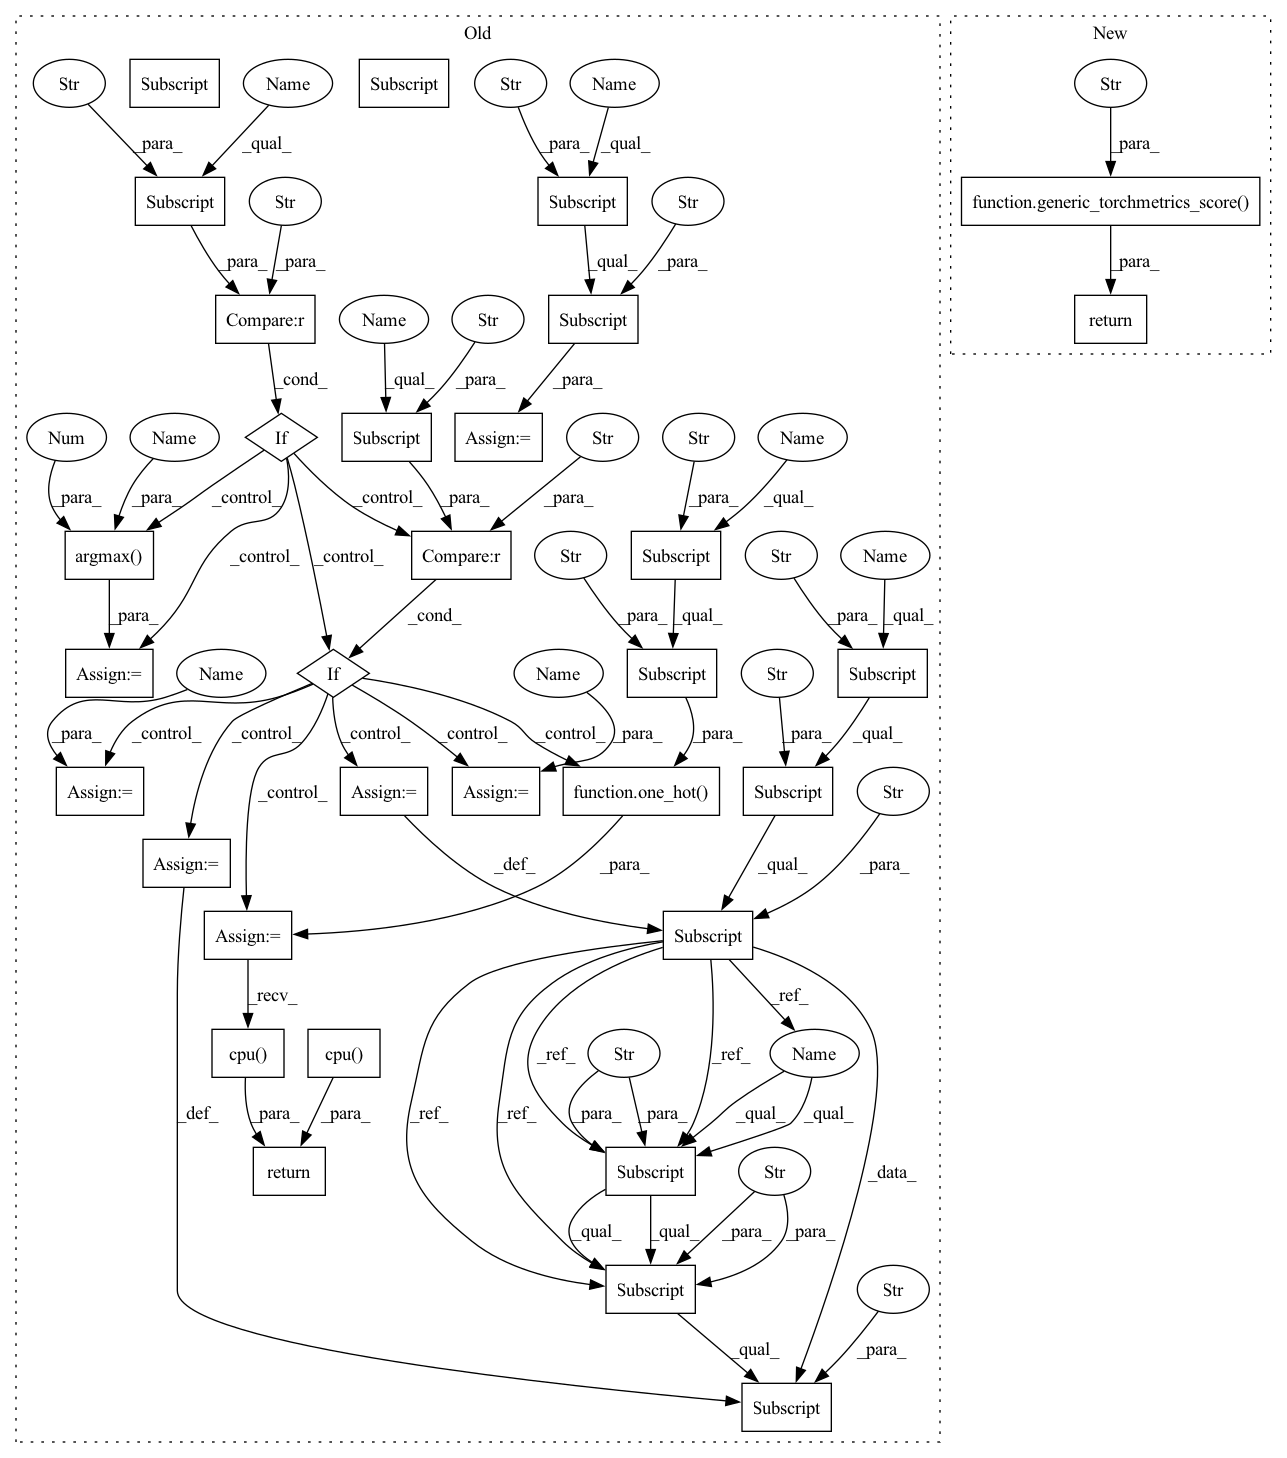 Old
New
Str
Subscript
Name
Subscript
Str
Name
Str
_para_
_qual_
_para_
_qual_
_para_
Subscript
Str
Subscript
Str
function.generic_torchmetrics_score()
_para_
_para_
_qual_
_para_
_para_
Compare:r
Name
Str
Subscript
return
_cond_
_qual_
_para_
_para_
Num
Name
If
Subscript
Assign:=
Str
Str
Name
_para_
_para_
_control_
_control_
_para_
_para_
_para_
_qual_
argmax()
Compare:r
Str
Subscript
Str
Name
_para_
_control_
_control_
_cond_
_para_
_qual_
_para_
_qual_
Assign:=
Name
If
Name
Subscript
Str
Subscript
_para_
_control_
_control_
_control_
_control_
_control_
_para_
_para_
_para_
_qual_
Assign:=
Assign:=
Assign:=
function.one_hot()
Subscript
Str
_control_
Assign:=
_def_
_para_
_qual_
_para_
Assign:=
Subscript
_recv_
_ref_
cpu()
cpu()
Str
Name
_ref_
_ref_
_def_
_para_
_para_
_ref_
_ref_
_para_
_para_
_qual_
_qual_
return
Subscript
Str
_data_
_qual_
_qual_
_para_
_para_
Subscript
Str
_qual_
_para_
Subscript